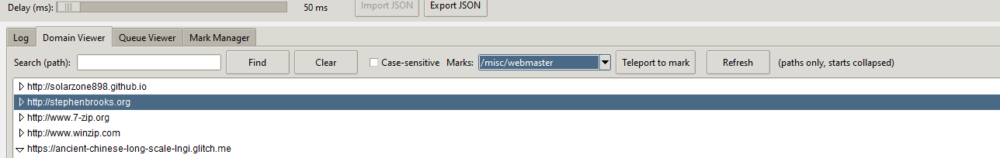 Delay (ms): 50 ms Import JSON Export JSON
Log Domain Viewer Queue Viewer Mark Manager
Search (path): Find Clear Case-sensitive Marks: /misc/webmaster Teleport to mark Refresh (paths only, starts collapsed)
http://solarzone898.github.io
http://stephenbrooks.org
http://www.7-zip.org
http://www.winzip.com
https://ancient-chinese-long-scale-lngi.glitch.me